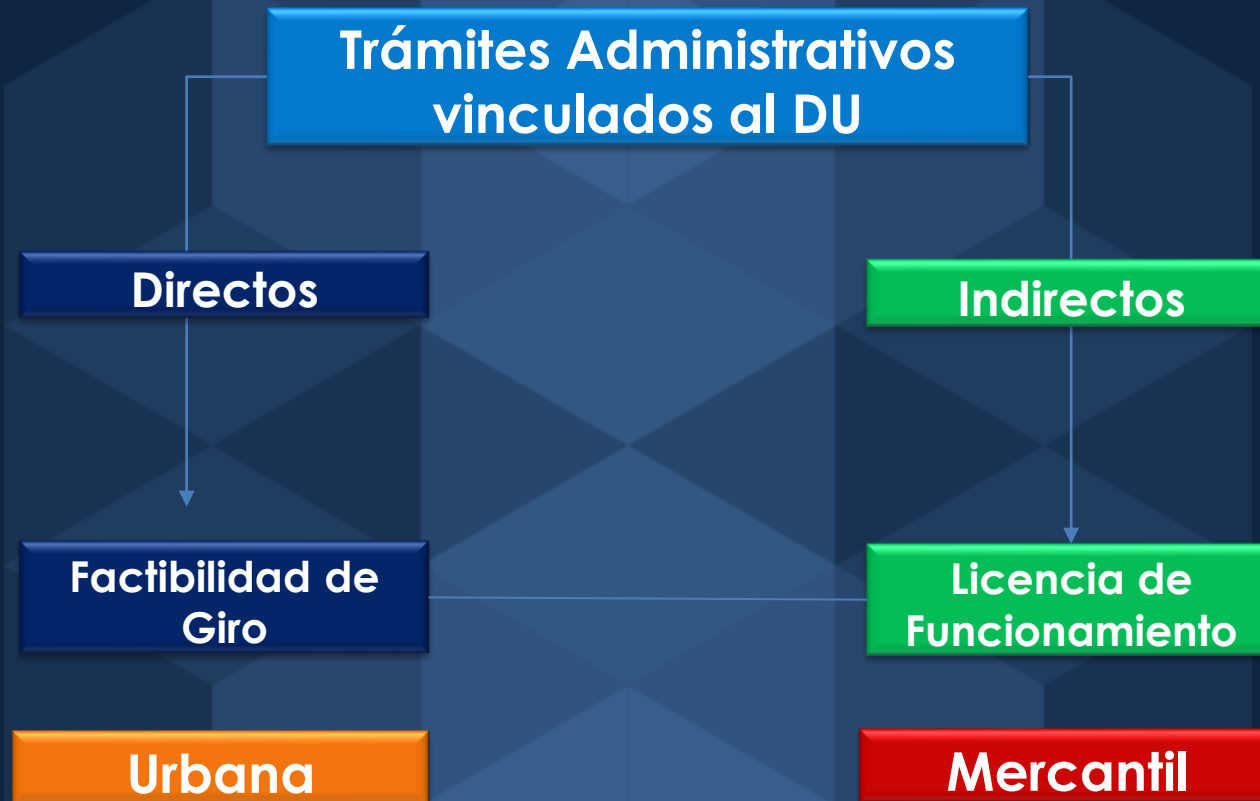 Trámites Administrativos
vinculados al DU
Directos
Indirectos
Factibilidad de
Giro
Licencia de
Funcionamiento
Urbana
Mercantil